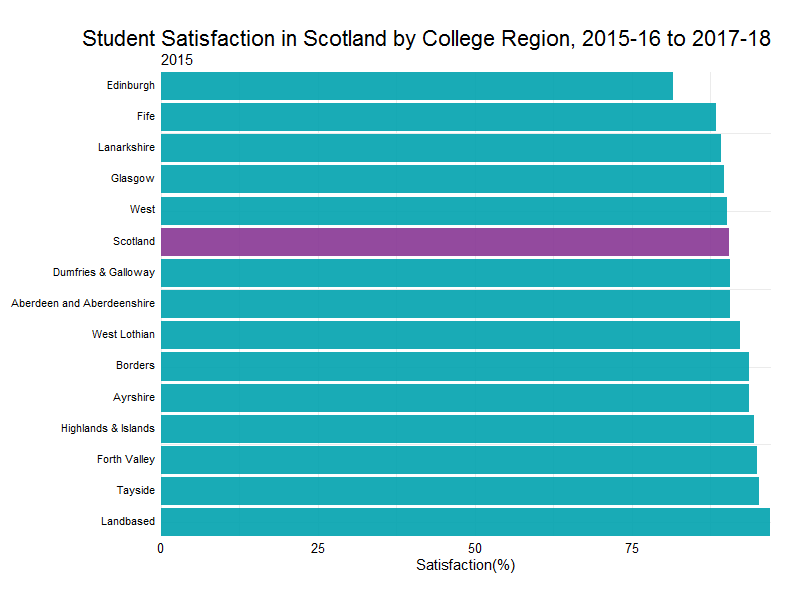 Student Satisfaction in Scotland by College Region, 2015-16 to 2017-18
2015
Edinburgh
Fife
Lanarkshire
Glasgow
West
Scotland
Dumfries & Galloway
Aberdeen and Aberdeenshire
West Lothian
Borders
Ayrshire
Highlands & Islands
Forth Valley
Tayside
Landbased
0 25 50 75
Satisfaction(%)